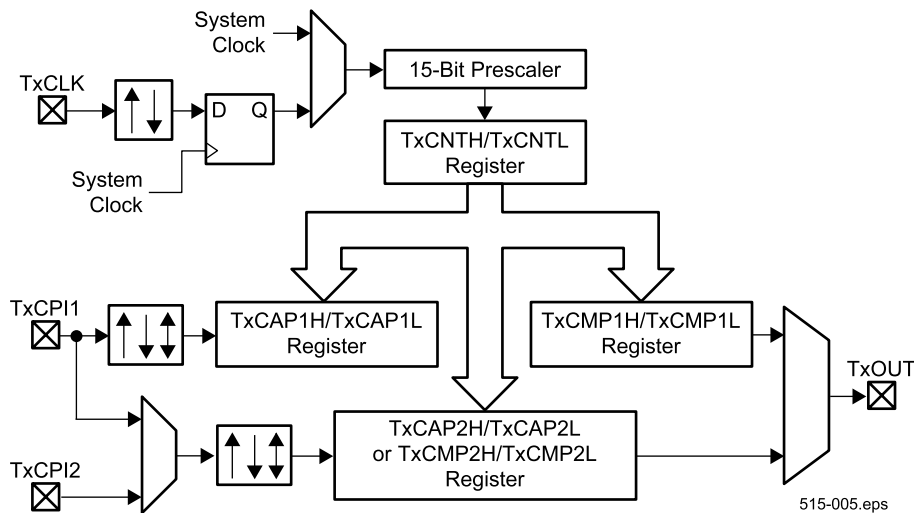 System
Clock
15-Bit Prescaler
TxCLK
D Q
TxCNTH/TxCNTL
Register
System
Clock
TxCPI1
TxCAP1H/TxCAP1L
Register
TxCMP1H/TxCMP1L
Register
TxOUT
TxCAP2H/TxCAP2L
or TxCMP2H/TxCMP2L
Register
TxCPI2
515-005.eps